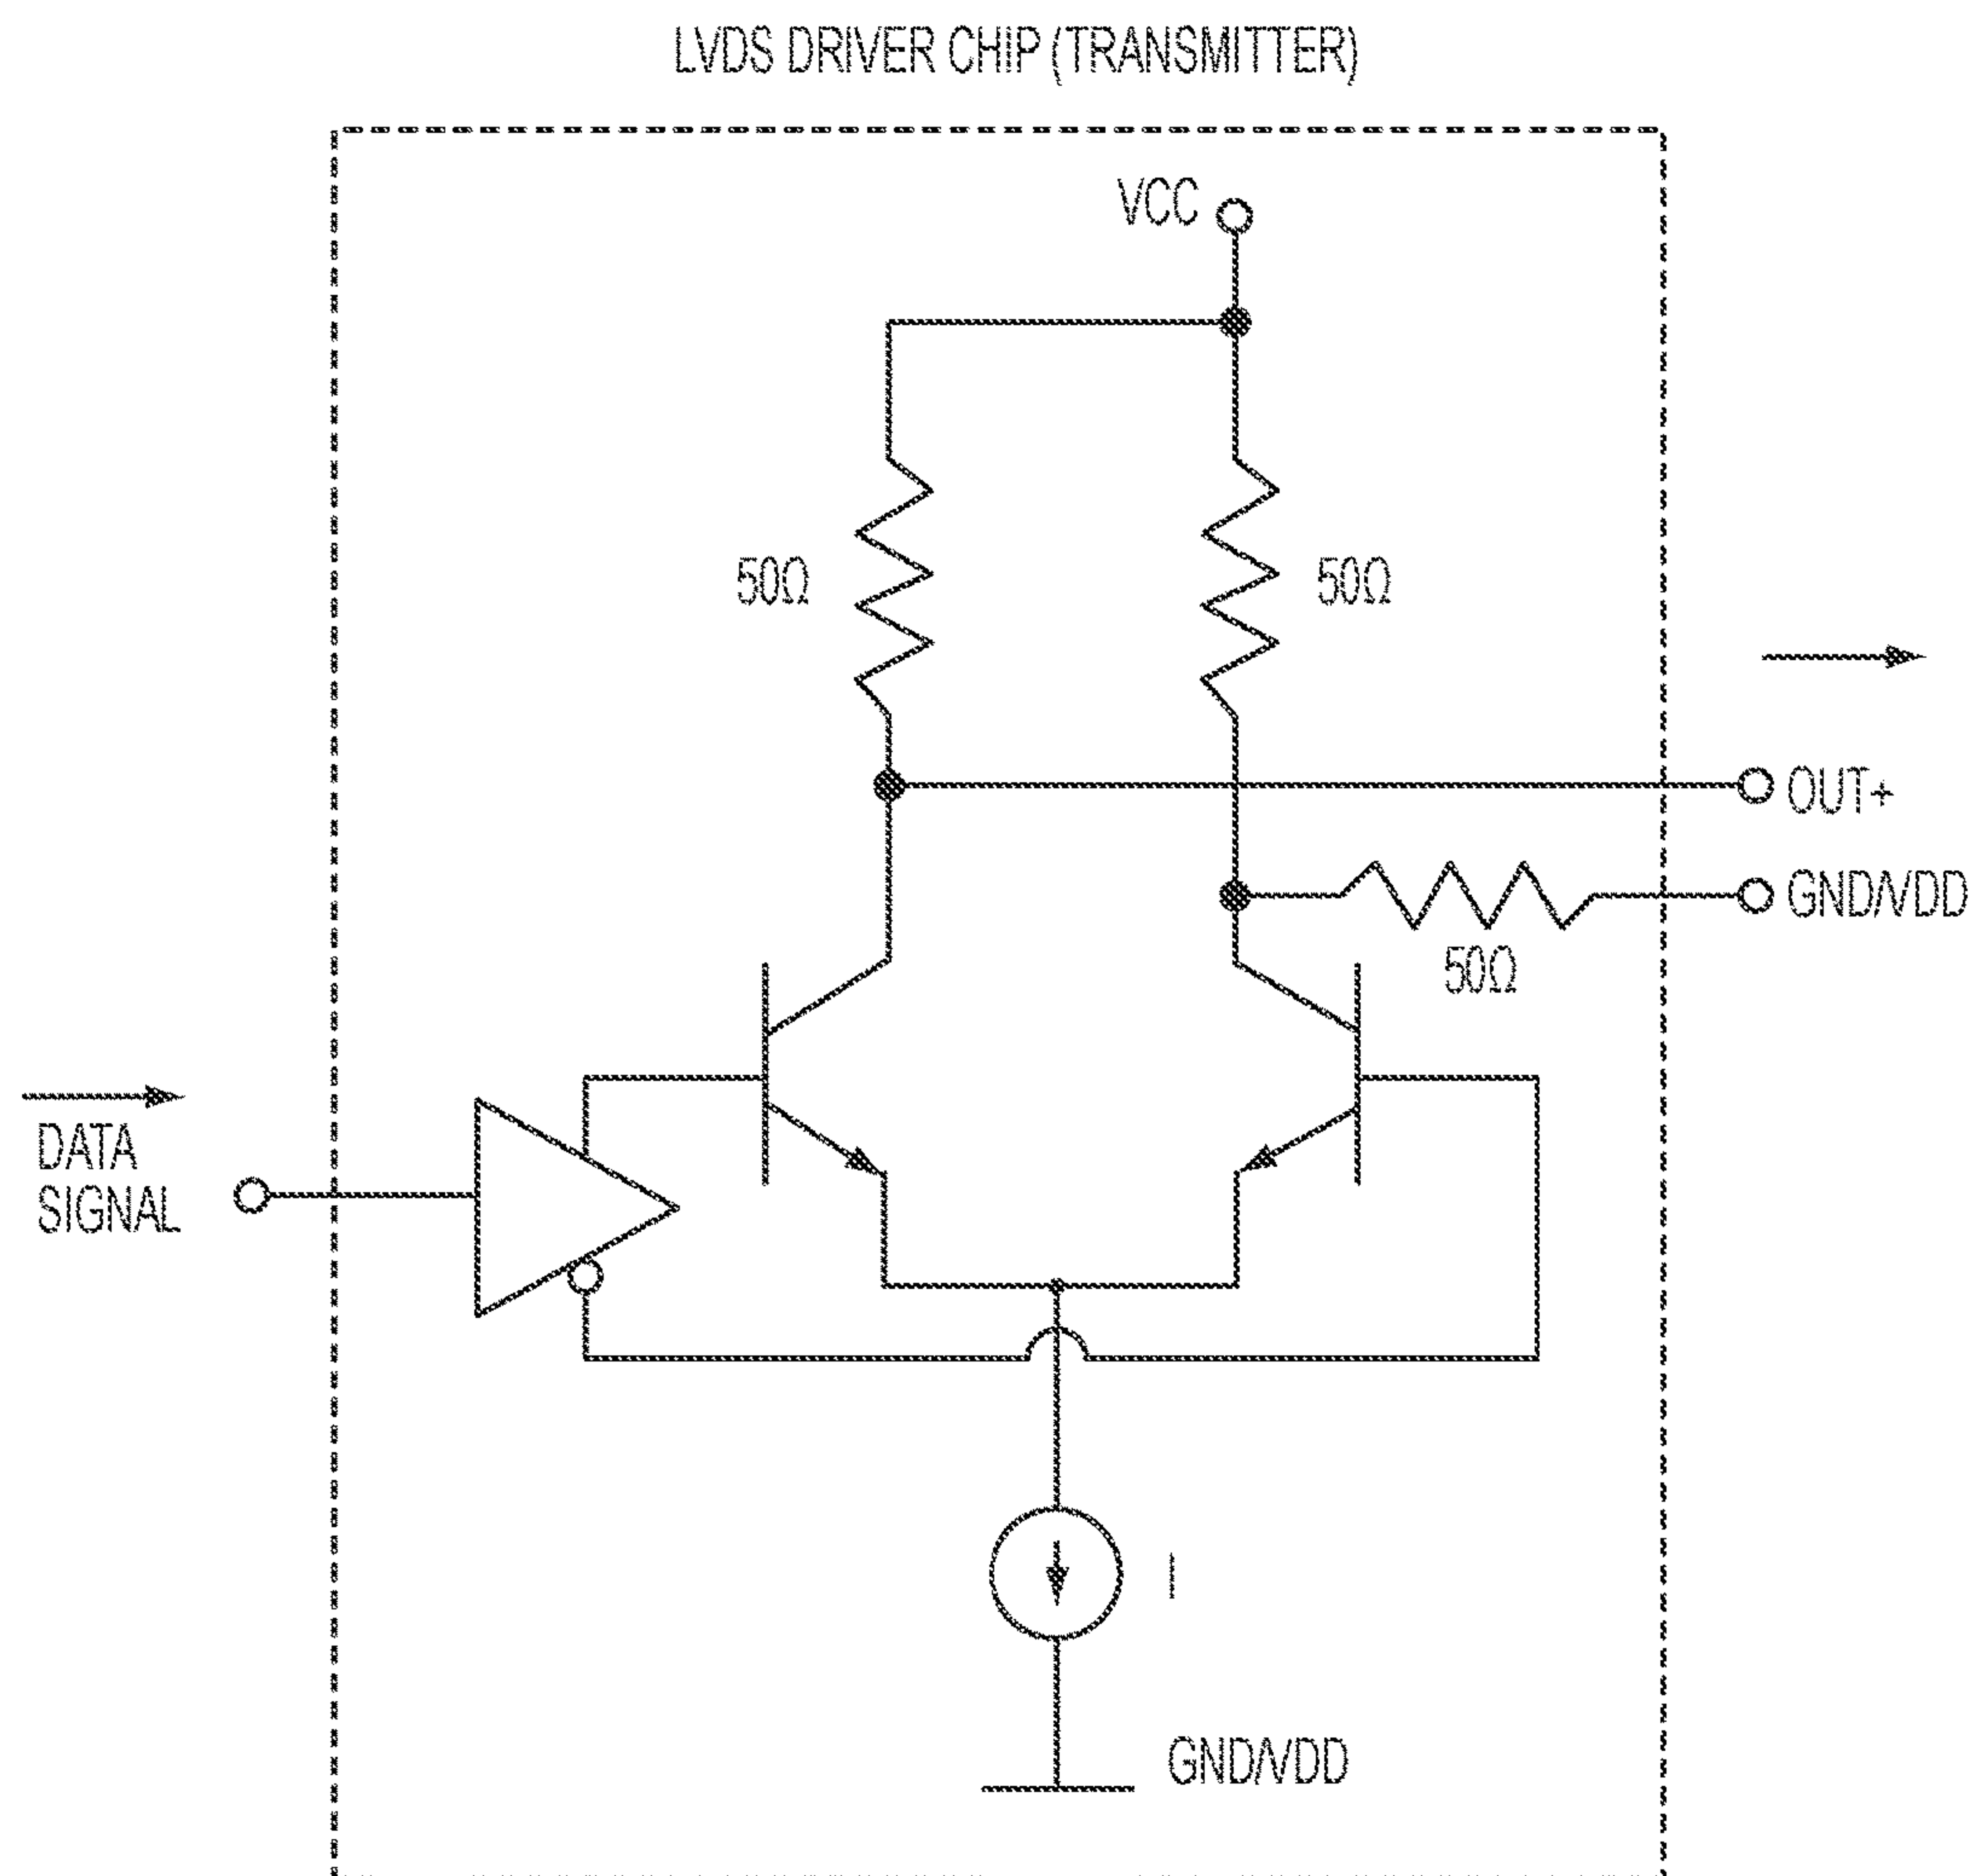 LVDS DRIVER CHIP (TRANSMITTER)
VCC
50Ω
50Ω
OUT+
GND/VDD
50Ω
DATA
SIGNAL
I
GND/VDD